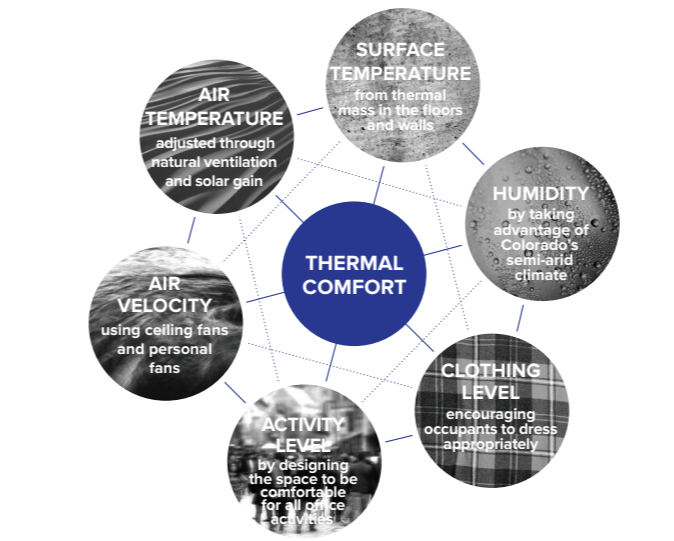 SURFACE
TEMPERATURE
from thermal
mass in the floors
and walls
AIR
TEMPERATURE
adjusted through
natural ventilation
and solar gain
HUMIDITY
by taking
advantage of
Colorado's
semi-arid
climate
THERMAL
COMFORT
AIR
VELOCITY
using ceiling fans
and personal
fans
CLOTHING
LEVEL
encouraging
occupants to dress
appropriately
ACTIVITY
LEVEL
by designing
the space to be
comfortable
for all office
activities